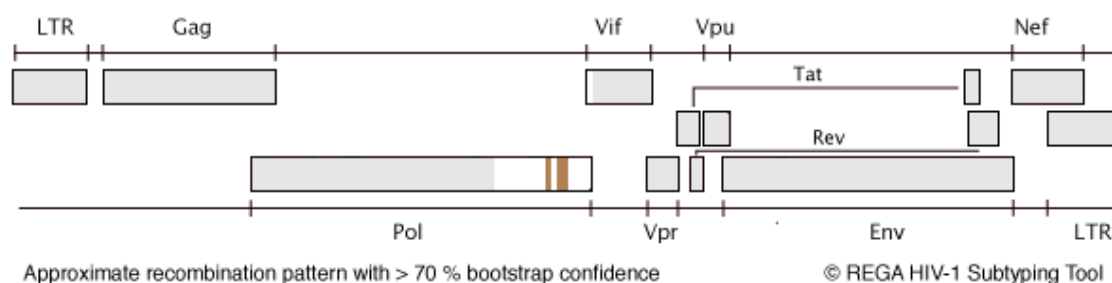 LTR Gag Vif Vpu Nef
Tat
Rev
Pol Vpr Env LTR
Approximate recombination pattern with > 70 % bootstrap confidence © REGA HIV-1 Subtyping Tool